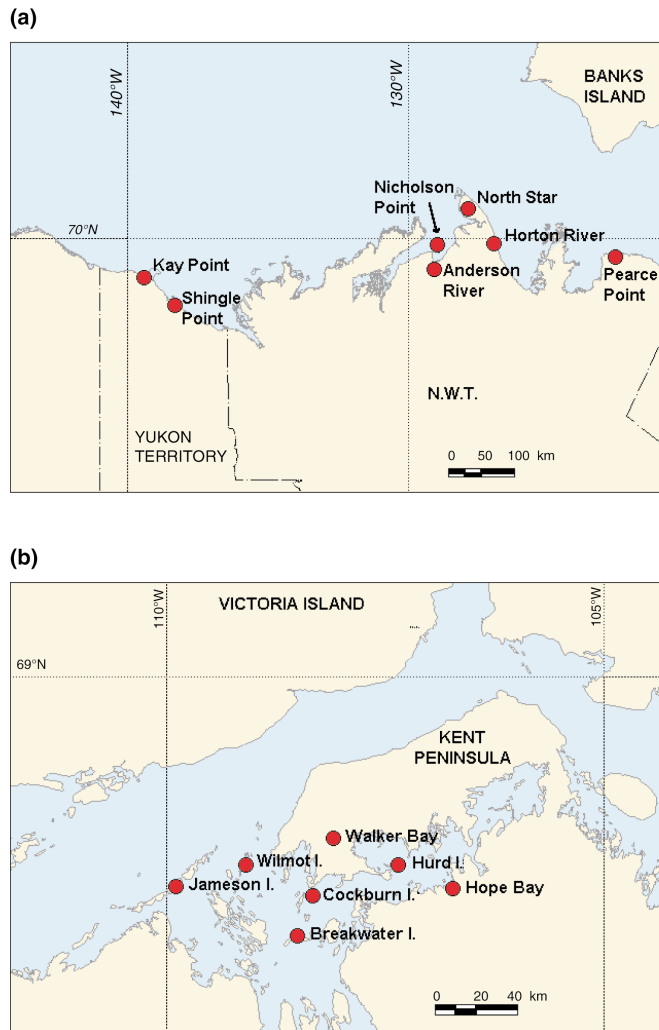 (a)
140°W
130°W
BANKS
ISLAND
Nicholson
Point
North Star
70°N
Horton River
Kay Point
Anderson
River
Pearce
Point
Shingle
Point
N.W.T.
YUKON
TERRITORY
0 50 100 km
(b)
110°W
VICTORIA ISLAND
105°W
69°N
KENT
PENINSULA
Walker Bay
Wilmot I.
Hurd I.
Jameson I.
Cockburn I.
Hope Bay
Breakwater I.
0 20 40 km